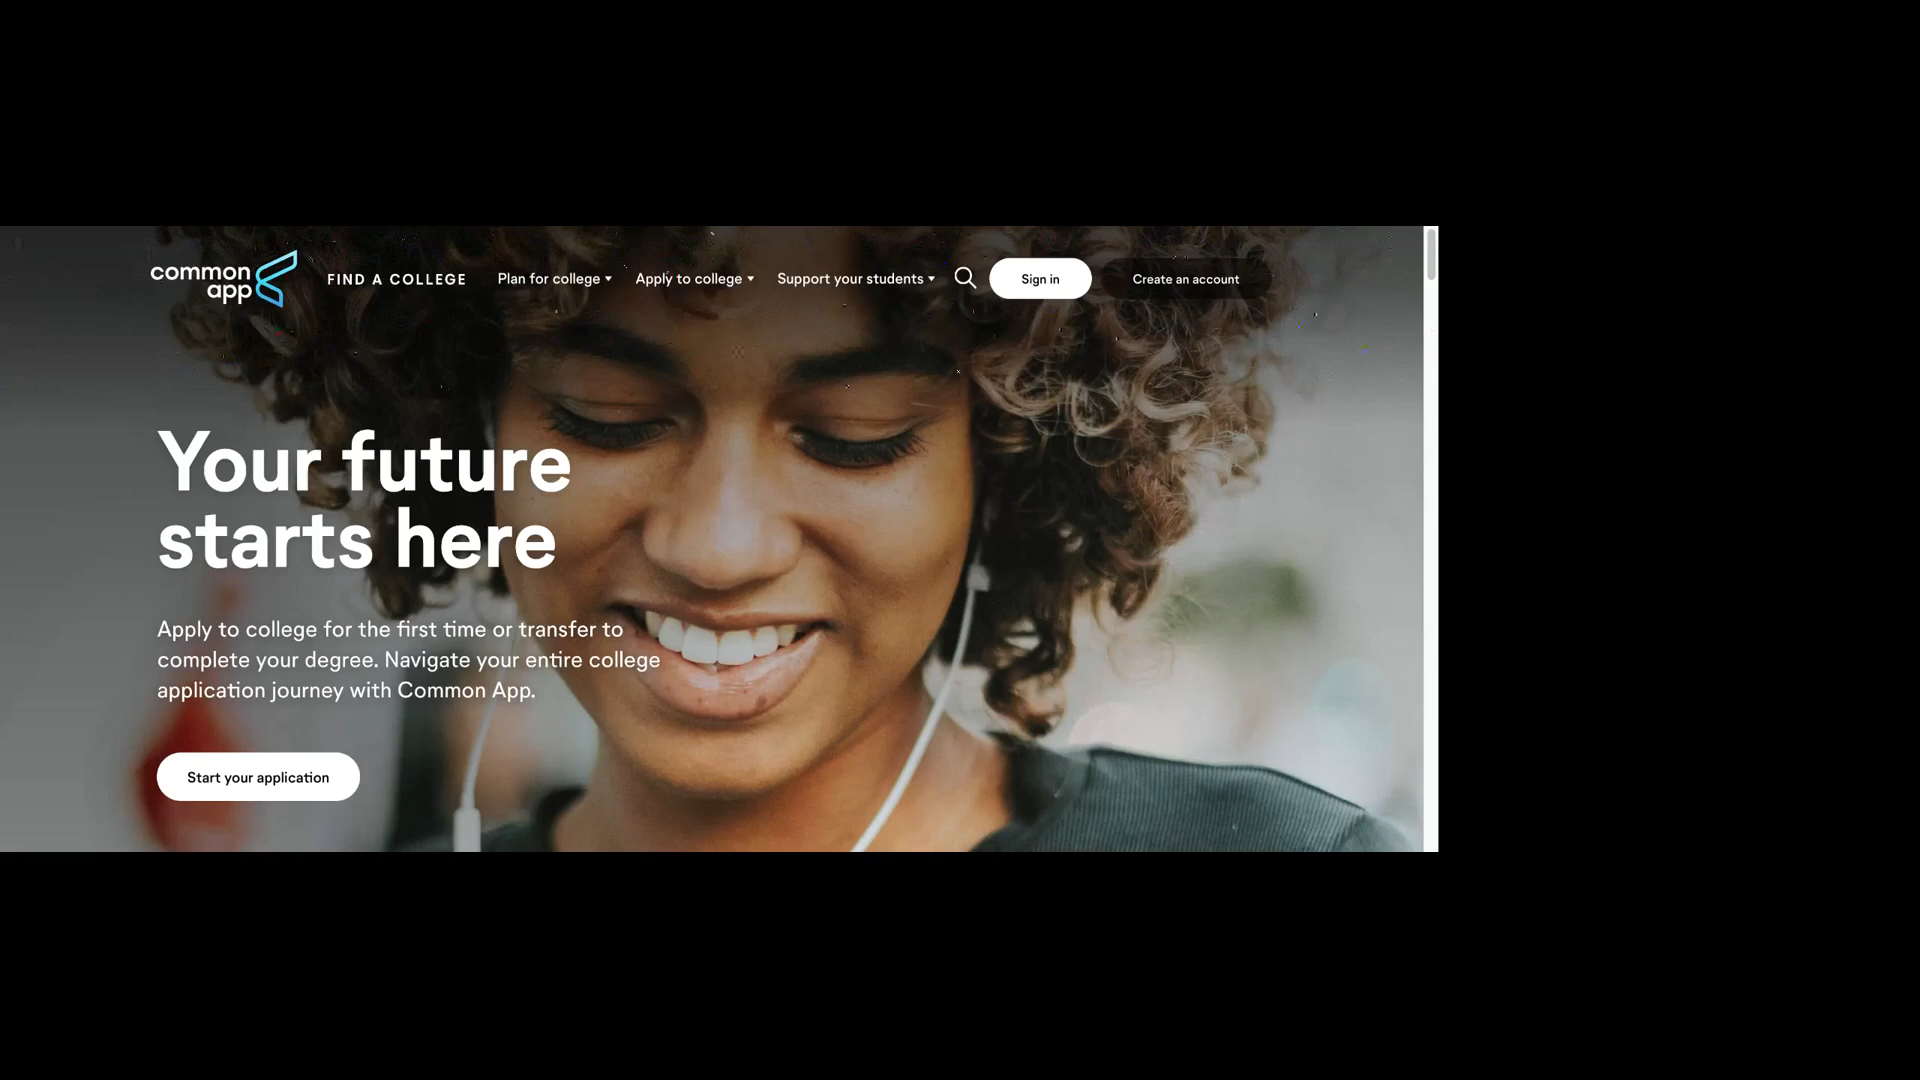 common
app
FIND A COLLEGE
Plan for college
Apply to college
Support your students
Sign in
Create an account
Your future
starts here
Apply to college for the first time or transfer to
complete your degree. Navigate your entire college
application journey with Common App.
Start your application